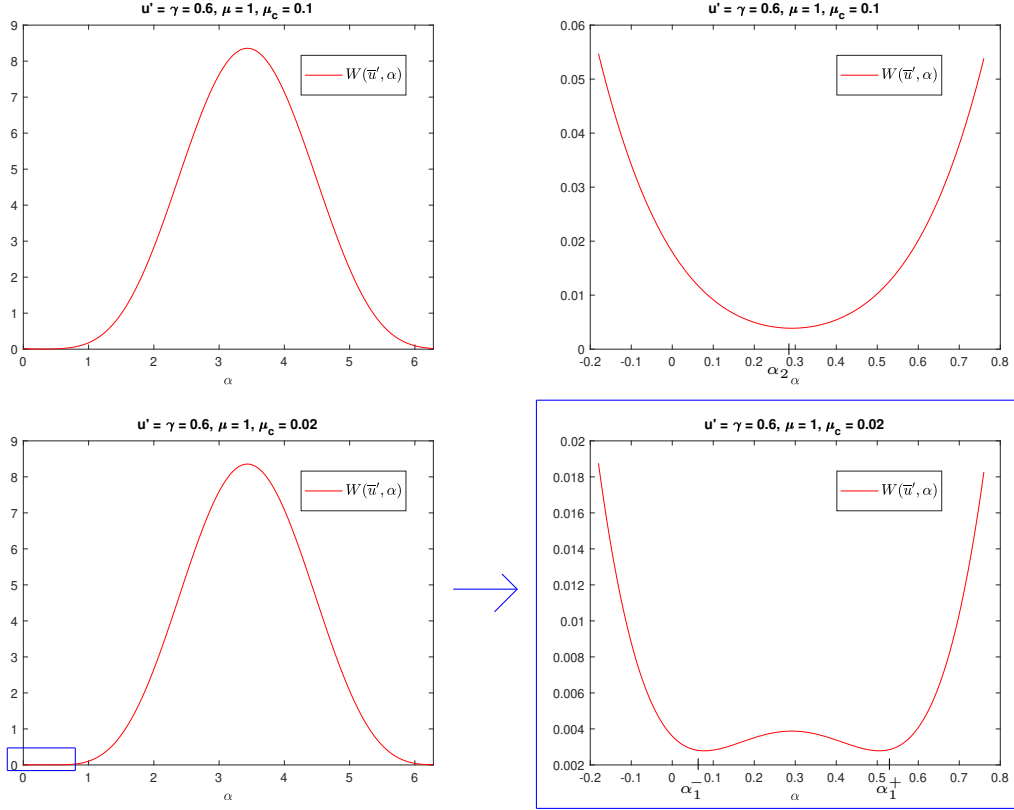 u' = γ = 0.6, μ = 1, μ_c = 0.1
9
8
7
6
5
4
3
2
1
0
W(u̅′, α)
0 1 2 3 4 5 6
α
u' = γ = 0.6, μ = 1, μ_c = 0.1
0.06
0.05
0.04
0.03
0.02
0.01
0
W(u̅′, α)
-0.2 -0.1 0 0.1 0.2 0.3 0.4 0.5 0.6 0.7 0.8
α₂
α
u' = γ = 0.6, μ = 1, μ_c = 0.02
9
8
7
6
5
4
3
2
1
0
W(u̅′, α)
0 1 2 3 4 5 6
α
u' = γ = 0.6, μ = 1, μ_c = 0.02
0.02
0.018
0.016
0.014
0.012
0.01
0.008
0.006
0.004
0.002
W(u̅′, α)
-0.2 -0.1 0 0.1 0.2 0.3 0.4 0.5 0.6 0.7 0.8
α₁⁻ α α₁⁺